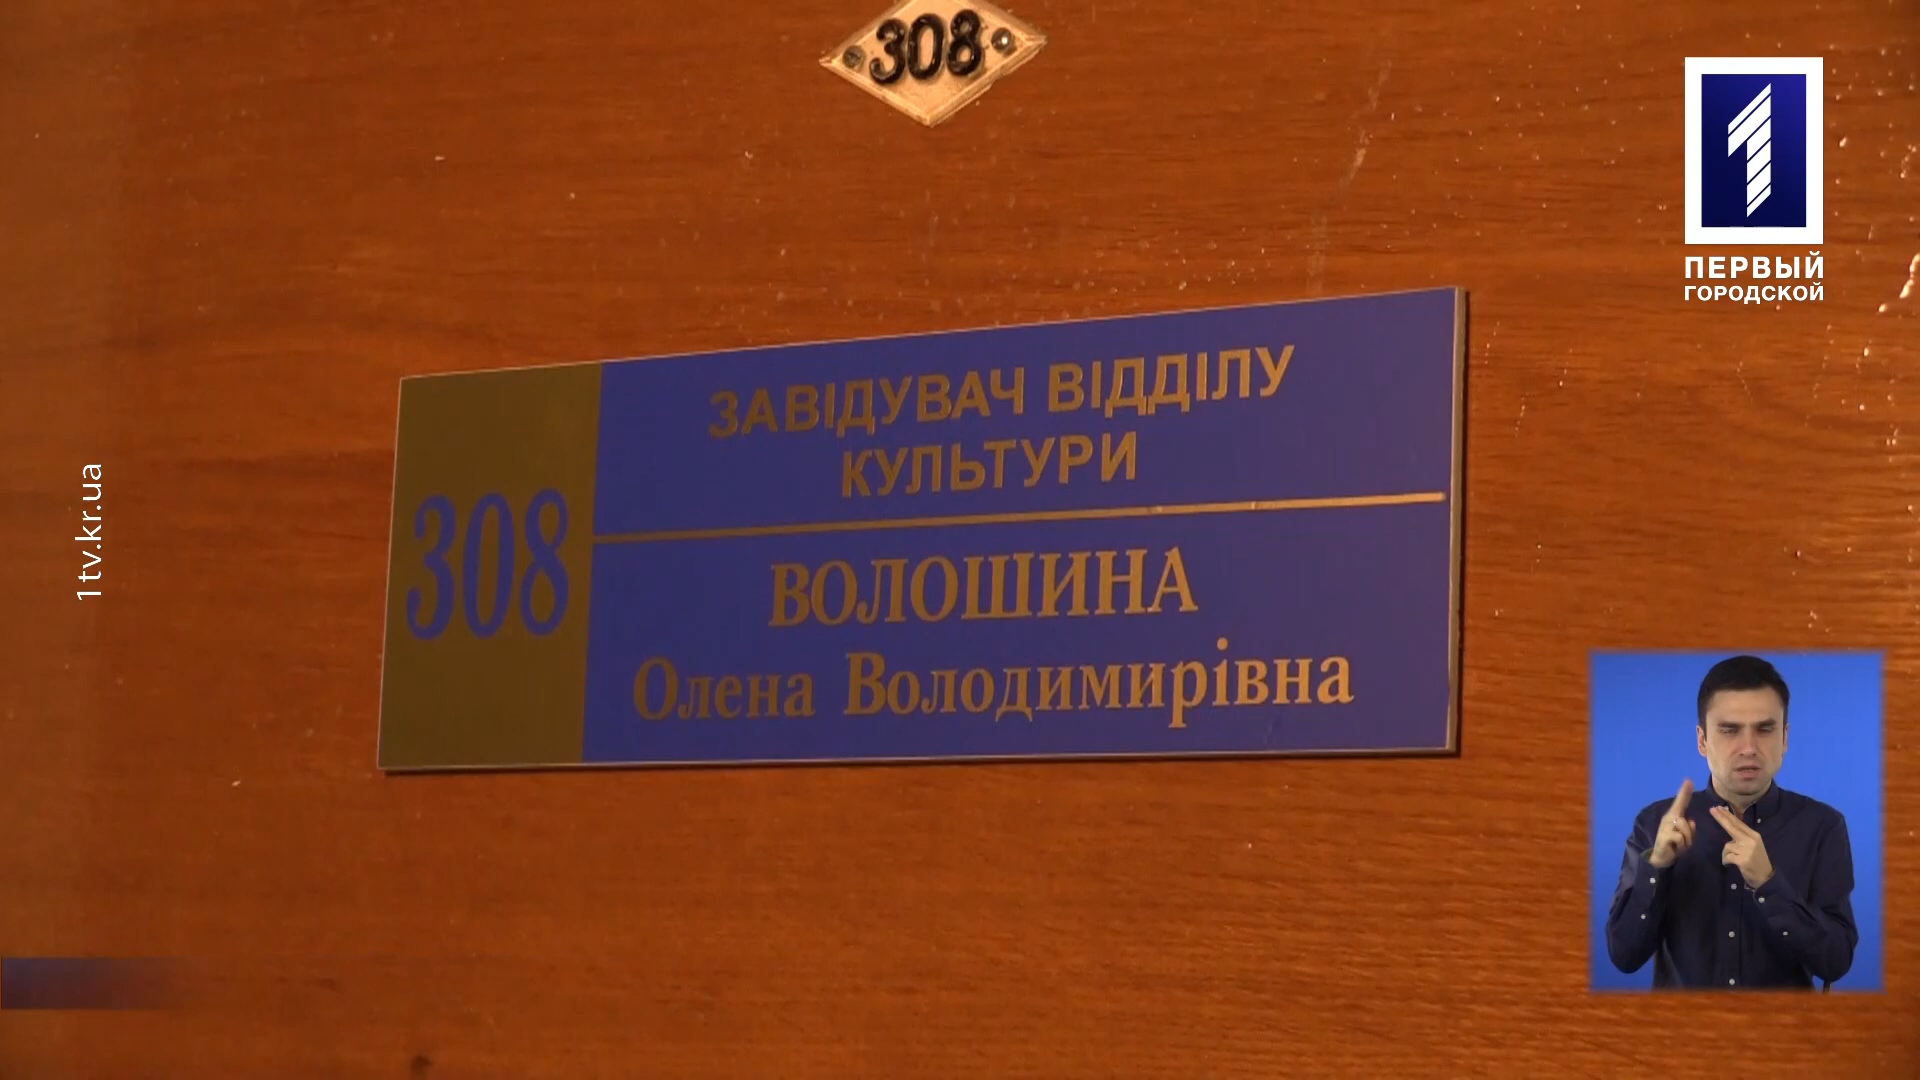 308
ПЕРВЫЙ
ГОРОДСКОЙ
ЗАВІДУВАЧ ВІДДІЛУ
КУЛЬТУРИ
308
ВОЛОШИНА
Олена Володимирівна
1tv.kr.ua